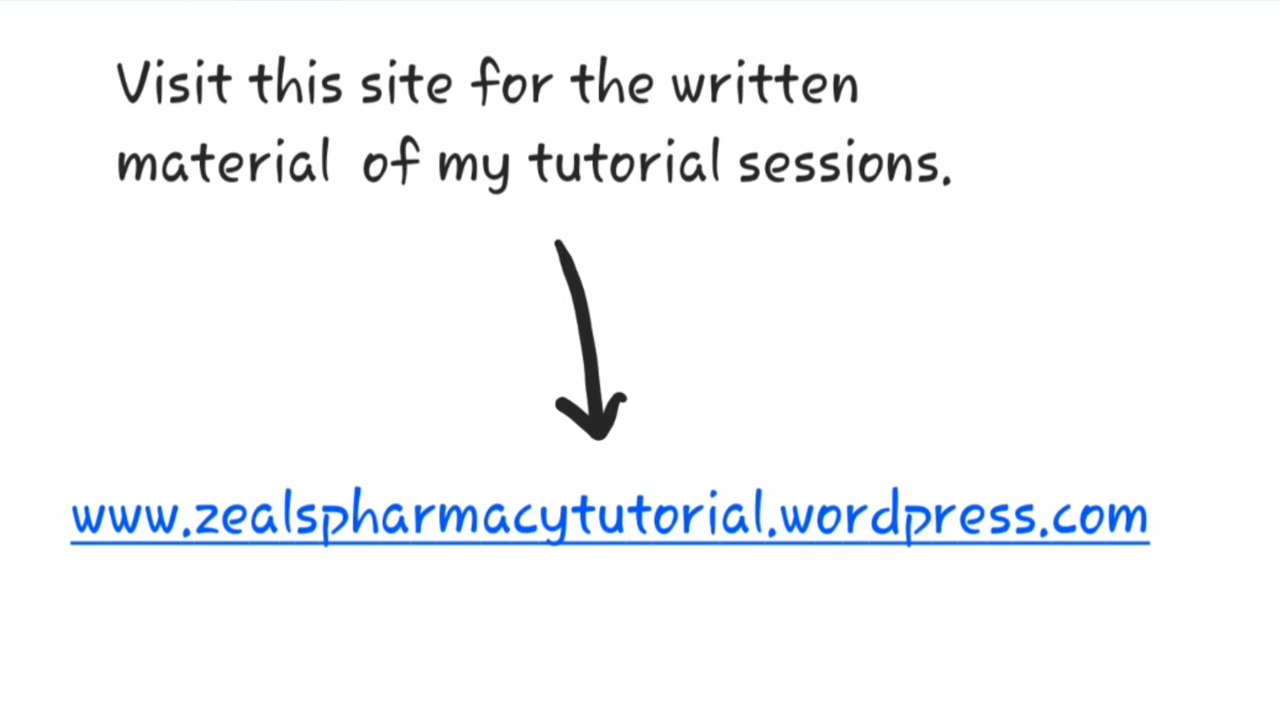 Visit this site for the written
material of my tutorial sessions.
www.zealspharmacytutorial.wordpress.com